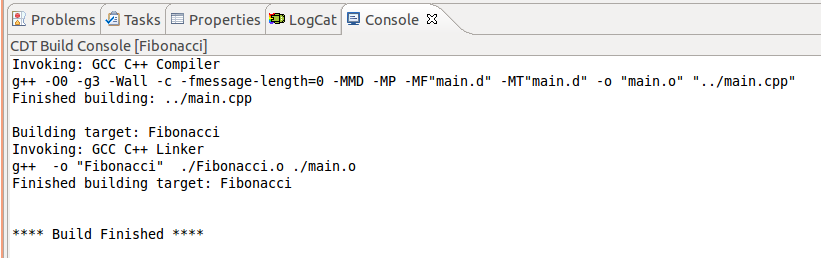 Problems Tasks Properties LogCat Console
CDT Build Console [Fibonacci]
Invoking: GCC C++ Compiler
g++ -O0 -g3 -Wall -c -fmessage-length=0 -MMD -MP -MF"main.d" -MT"main.d" -o "main.o" "../main.cpp"
Finished building: ../main.cpp
Building target: Fibonacci
Invoking: GCC C++ Linker
g++  -o "Fibonacci"  ./Fibonacci.o ./main.o
Finished building target: Fibonacci
**** Build Finished ****